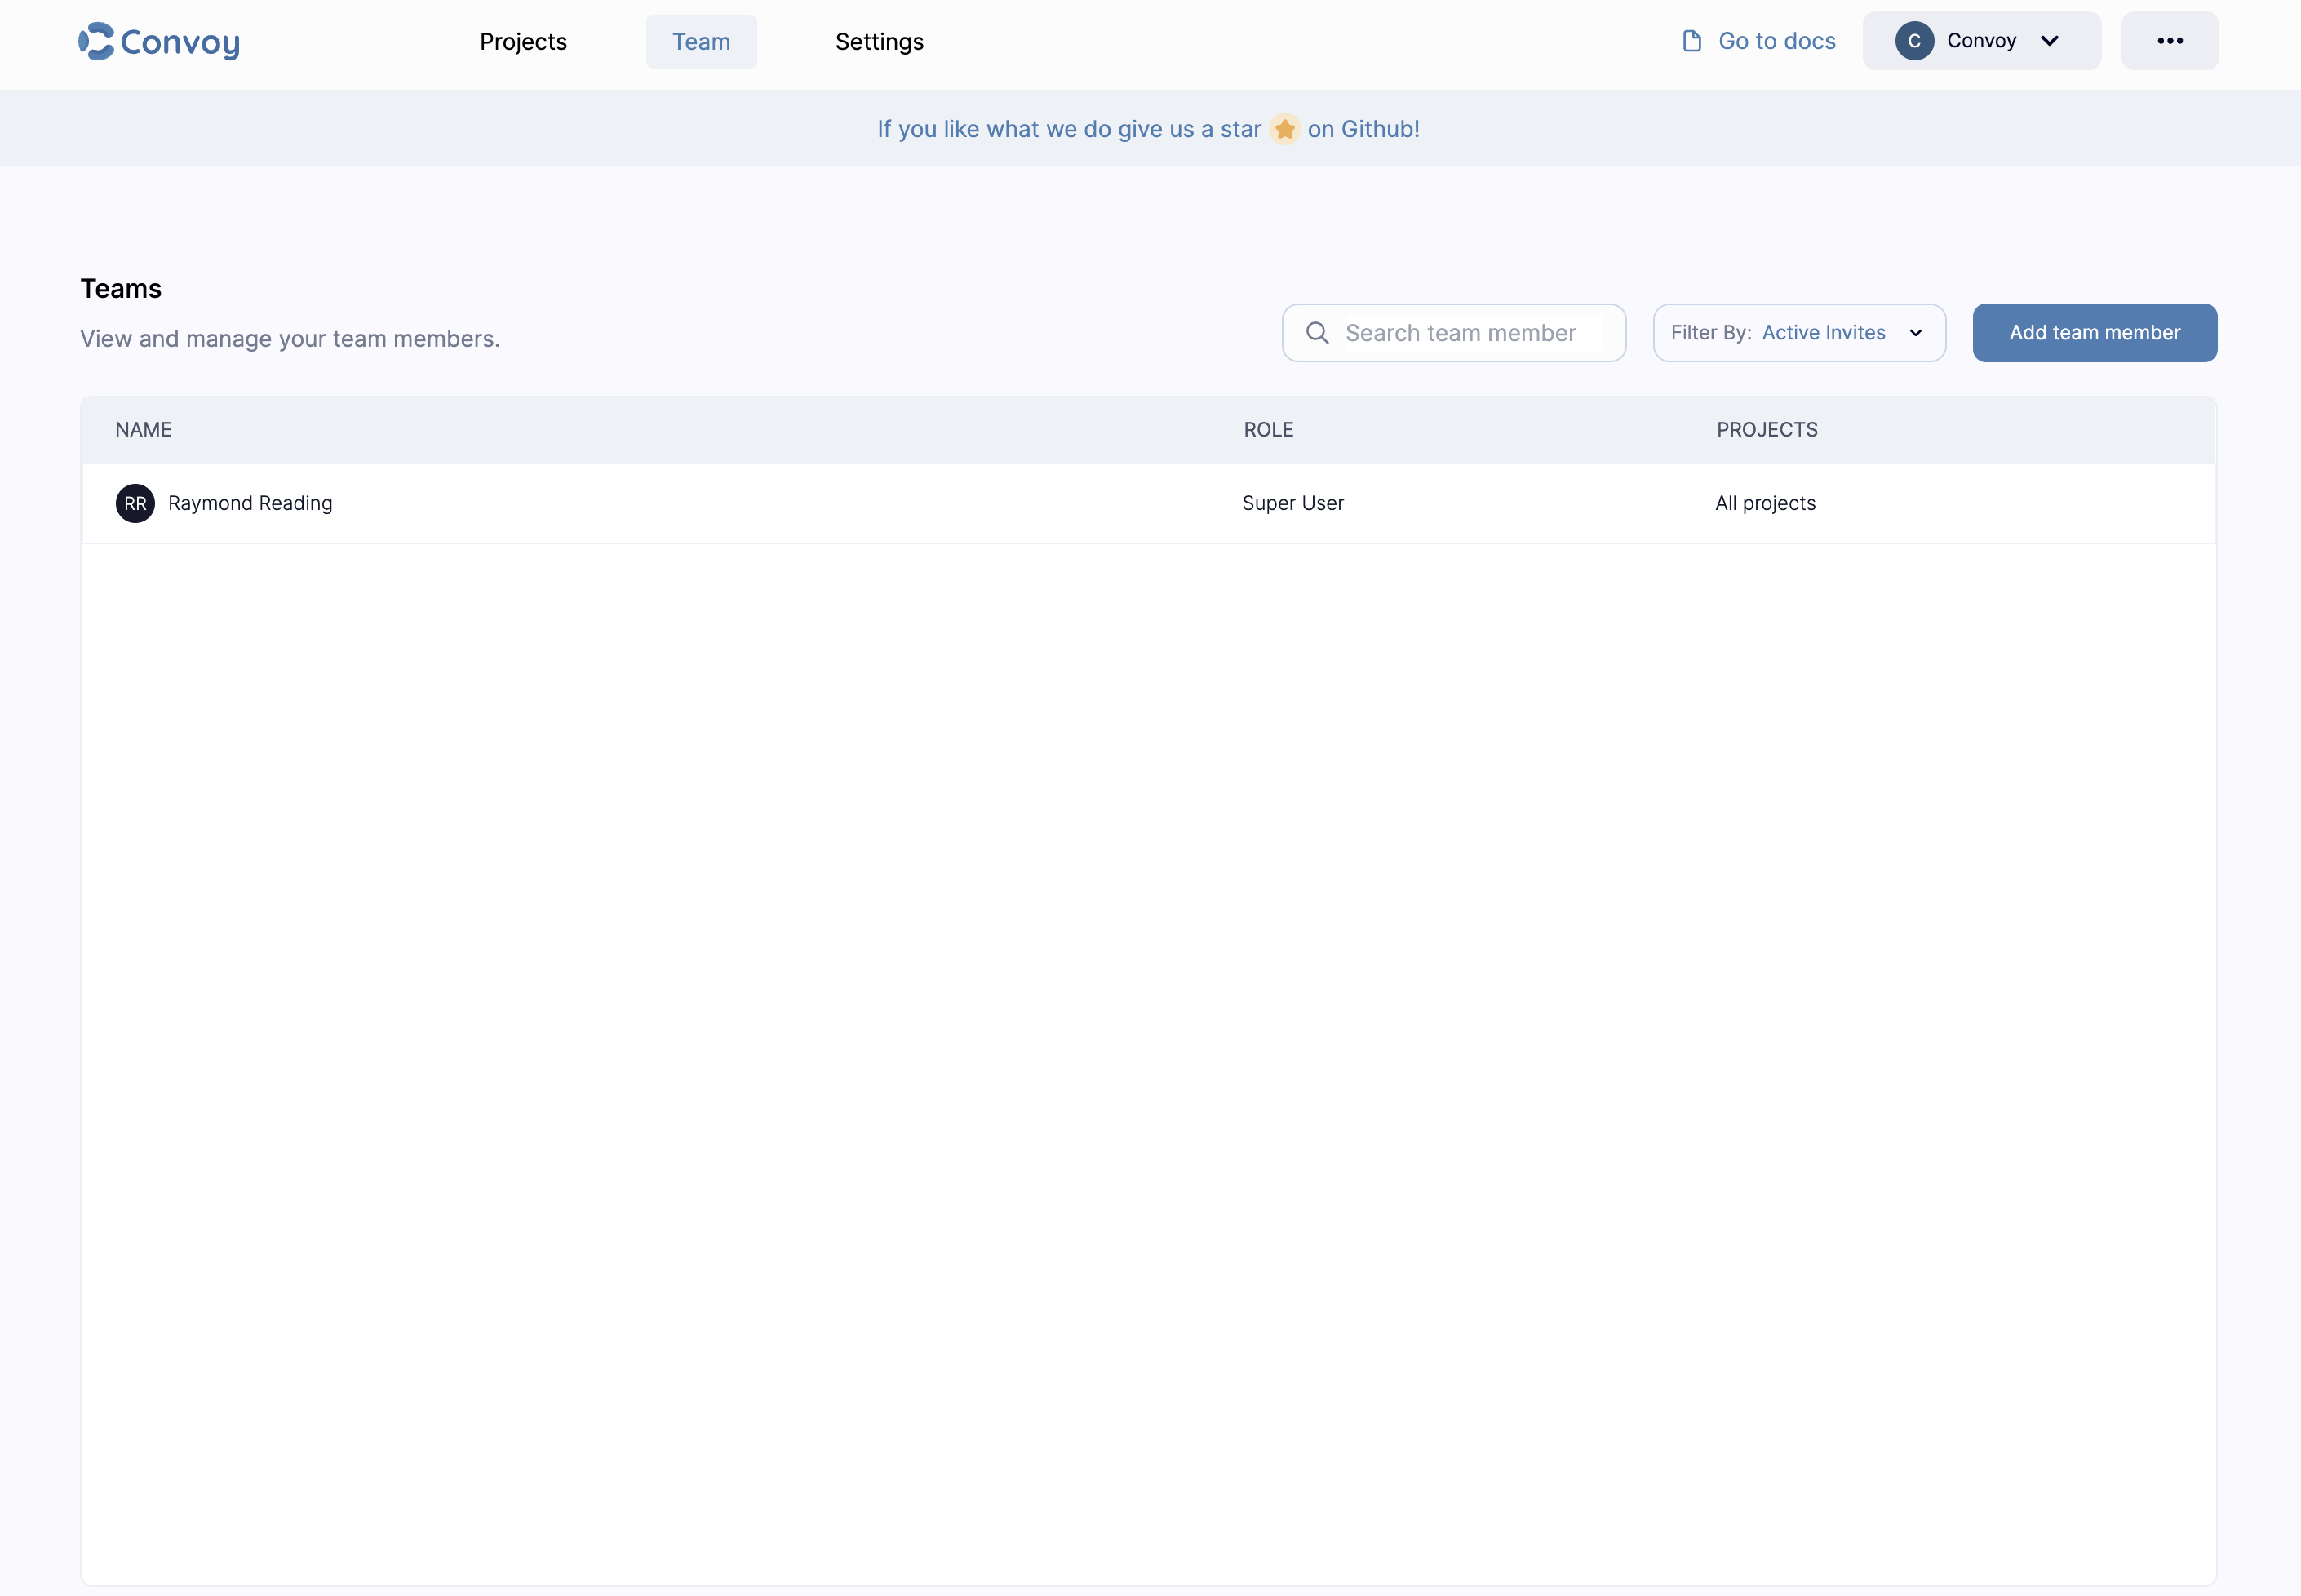 Convoy
Projects
Team
Settings
Go to docs
C
Convoy
If you like what we do give us a star on Github!
Teams
View and manage your team members.
Search team member
Filter By: Active Invites
Add team member
NAME ROLE PROJECTS
RR Raymond Reading Super User All projects